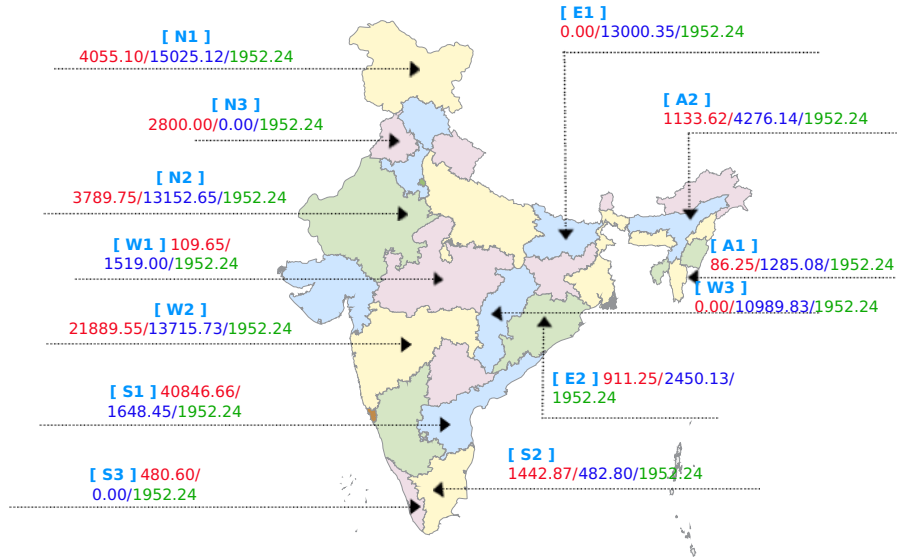 [ E1 ]
0.00/13000.35/1952.24
[ N1 ]
4055.10/15025.12/1952.24
[ A2 ]
1133.62/4276.14/1952.24
[ N3 ]
2800.00/0.00/1952.24
[ N2 ]
3789.75/13152.65/1952.24
[ W1 ] 109.65/
1519.00/1952.24
[ A1 ]
86.25/1285.08/1952.24
[ W3 ]
0.00/10989.83/1952.24
[ W2 ]
21889.55/13715.73/1952.24
[ E2 ] 911.25/2450.13/
1952.24
[ S1 ] 40846.66/
1648.45/1952.24
[ S2 ]
1442.87/482.80/1952.24
[ S3 ] 480.60/
0.00/1952.24